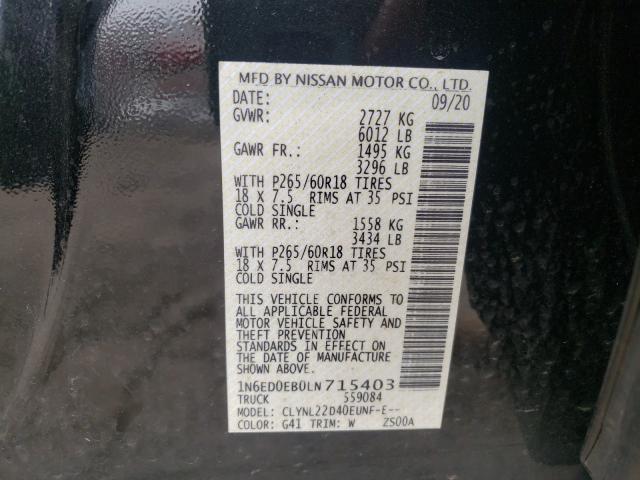 MFD BY NISSAN MOTOR CO., LTD.
DATE: 09/20
GVWR: 2727 KG
6012 LB
GAWR FR.: 1495 KG
3296 LB
WITH P265/60R18 TIRES
18 X 7.5 RIMS AT 35 PSI
COLD SINGLE
GAWR RR.: 1558 KG
3434 LB
WITH P265/60R18 TIRES
18 X 7.5 RIMS AT 35 PSI
COLD SINGLE
THIS VEHICLE CONFORMS TO
ALL APPLICABLE FEDERAL
MOTOR VEHICLE SAFETY AND
THEFT PREVENTION
STANDARDS IN EFFECT ON
THE DATE OF MANUFACTURE
SHOWN ABOVE.
1N6ED0EB0LN715403
TRUCK 559084
MODEL: CLYNL22D40EUNF-E--
COLOR: G41 TRIM: W ZS00A